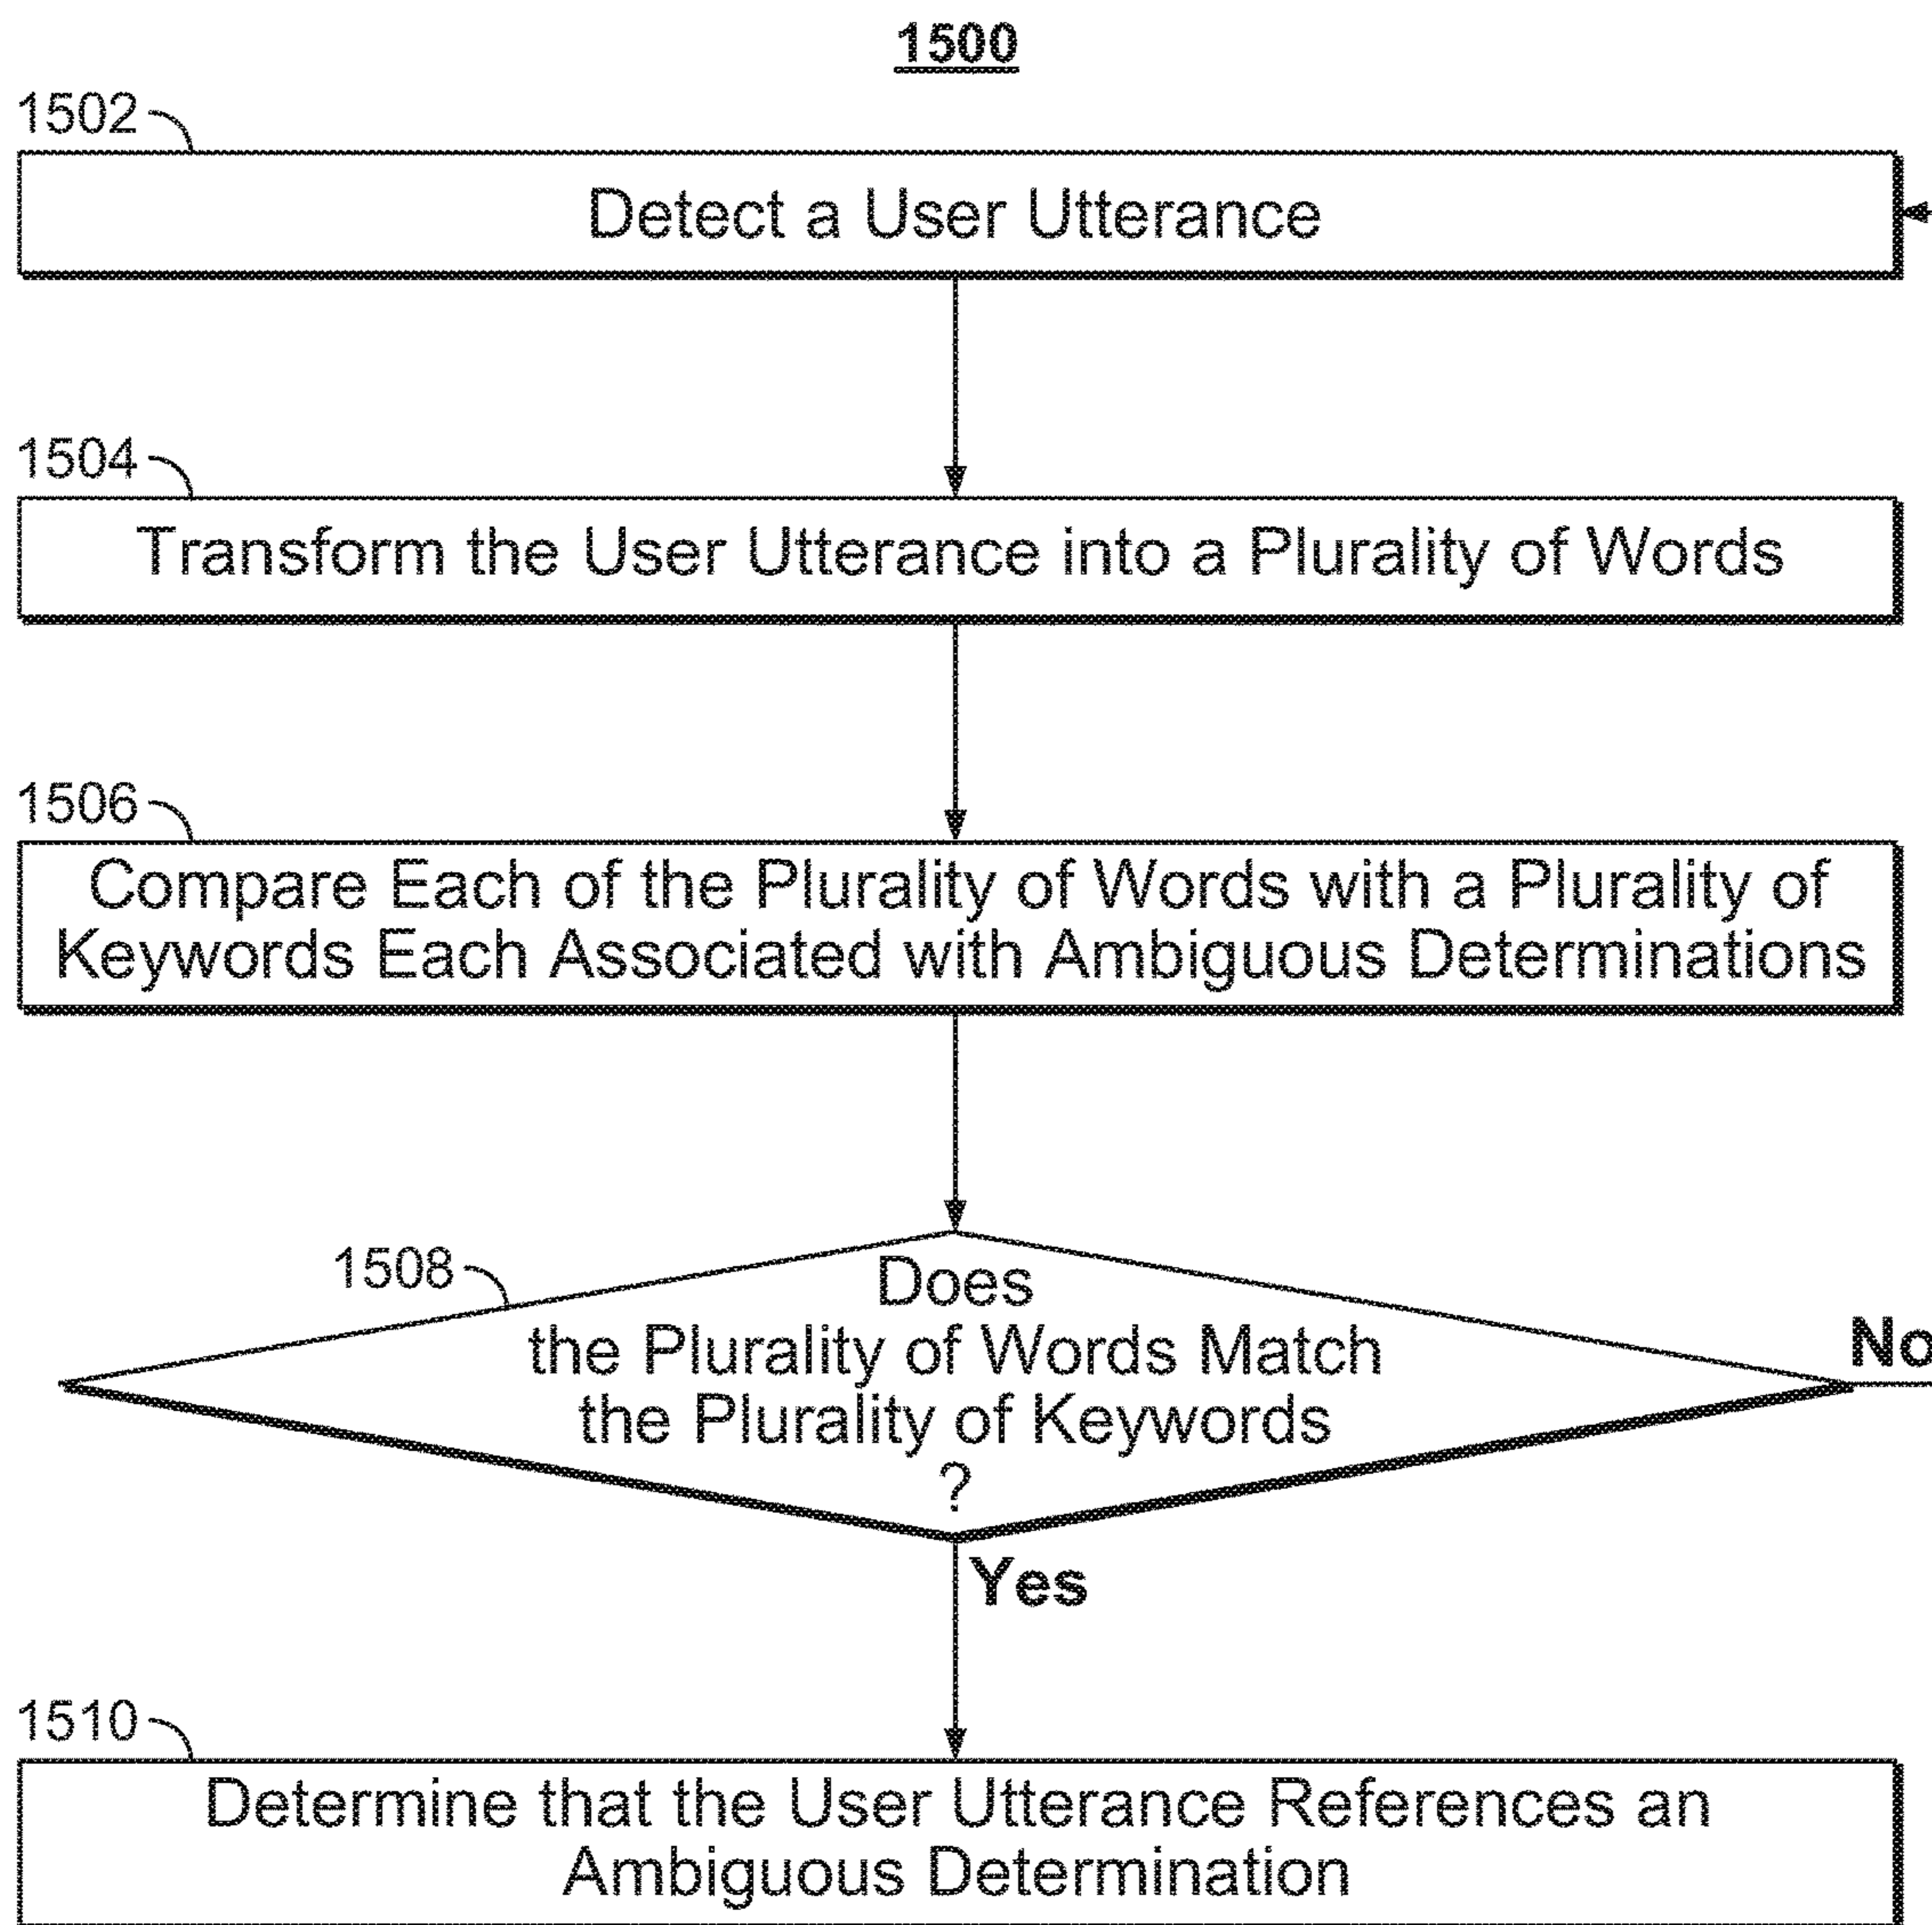 1500
1502
Detect a User Utterance
1504
Transform the User Utterance into a Plurality of Words
1506
Compare Each of the Plurality of Words with a Plurality of
Keywords Each Associated with Ambiguous Determinations
1508
Does
the Plurality of Words Match
the Plurality of Keywords
?
No
Yes
1510
Determine that the User Utterance References an
Ambiguous Determination